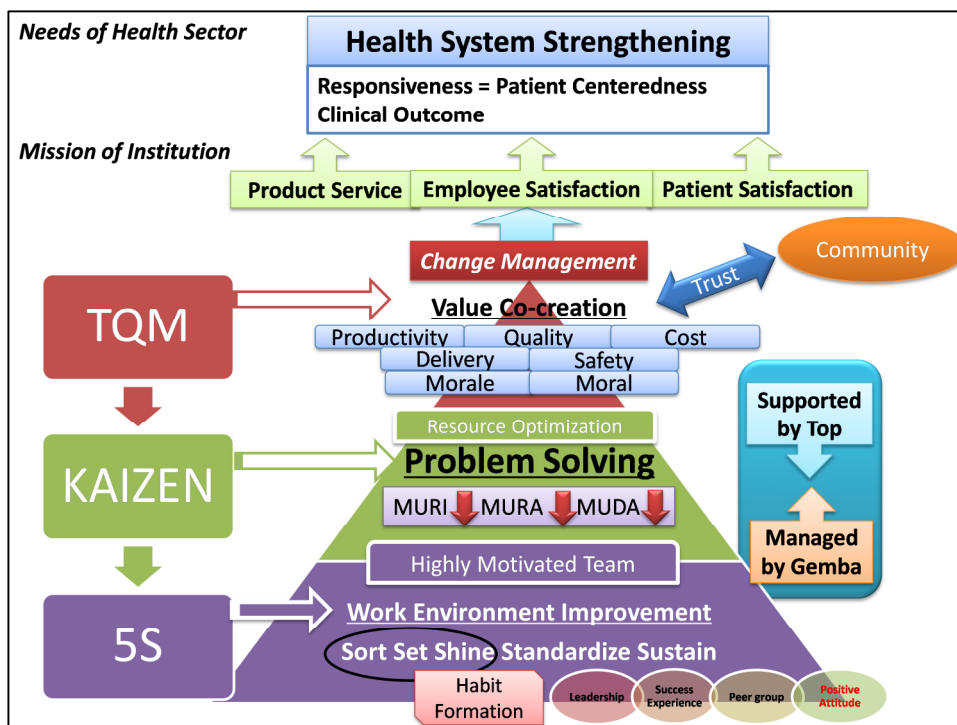 Needs of Health Sector
Health System Strengthening
Responsiveness = Patient Centeredness
Clinical Outcome
Mission of Institution
Product Service
Employee Satisfaction
Patient Satisfaction
Change Management
Community
Trust
TQM
Value Co-creation
Productivity
Quality
Cost
Delivery
Safety
Morale
Moral
Supported
by Top
Resource Optimization
KAIZEN
Problem Solving
MURI
MURA
MUDA
Managed
by Gemba
Highly Motivated Team
5S
Work Environment Improvement
Sort Set Shine Standardize Sustain
Habit
Formation
Leadership
Success
Experience
Peer group
Positive
Attitude